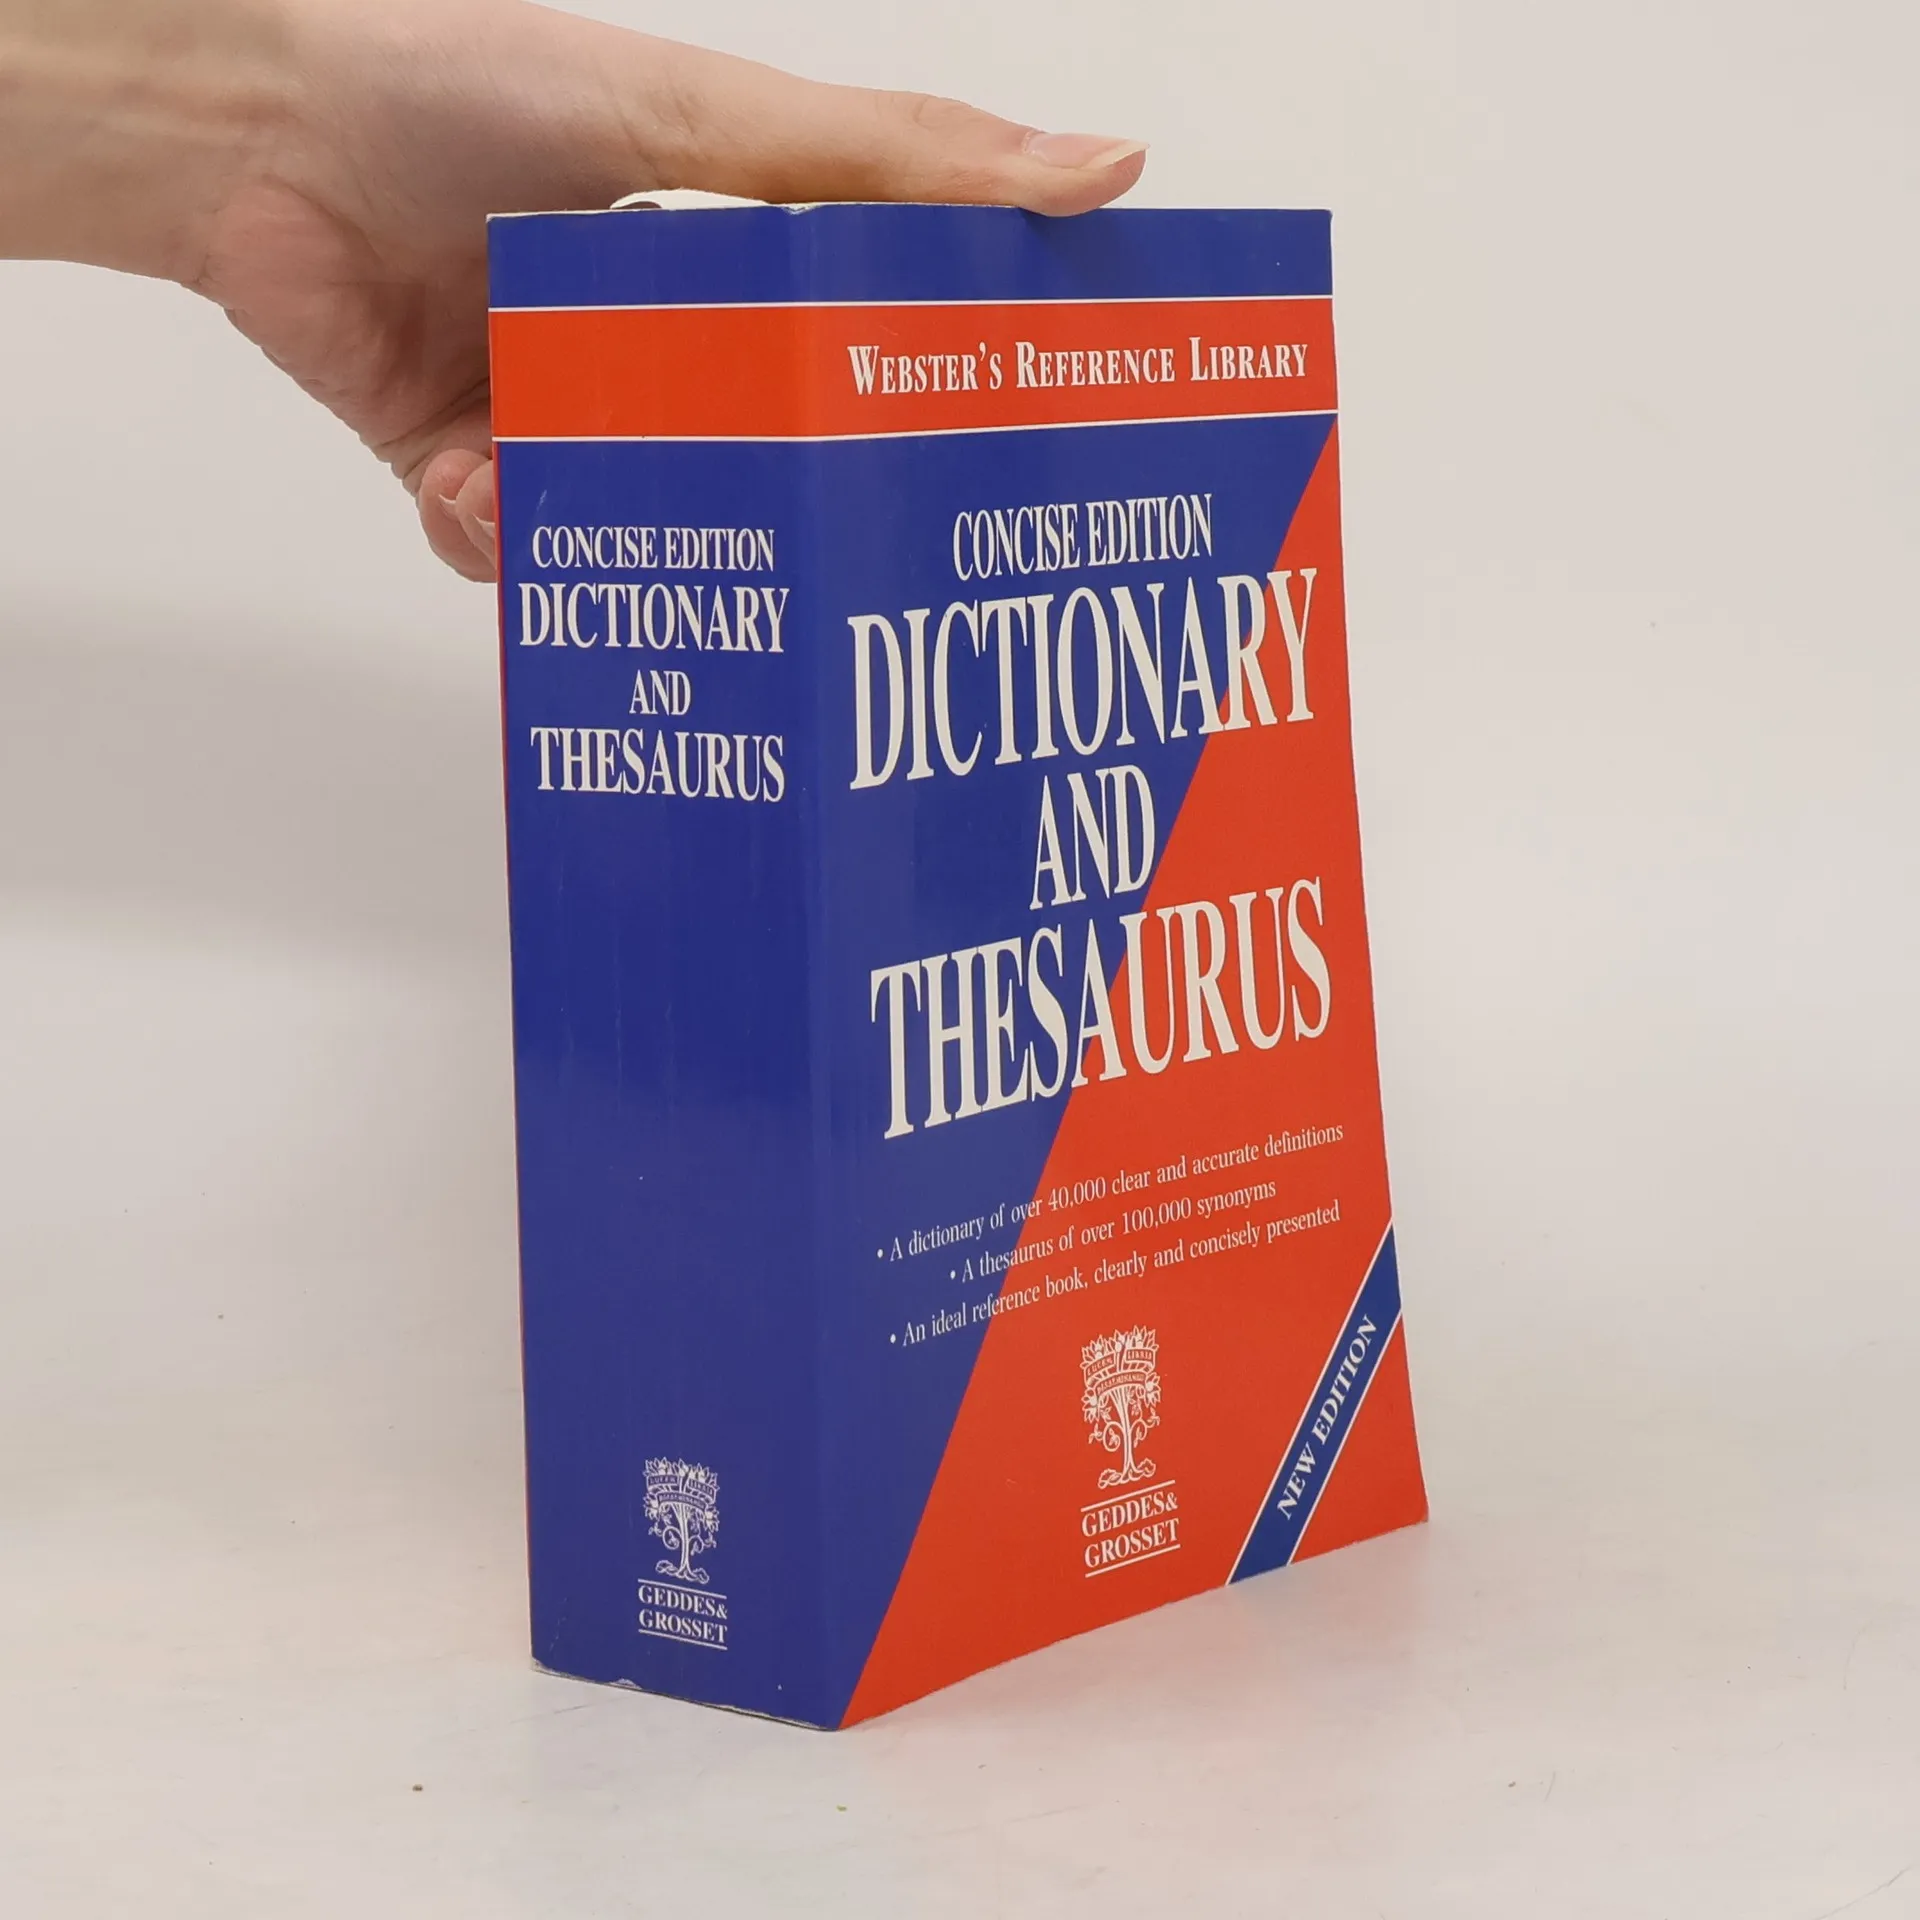 CONCISE EDITION
DICTIONARY
AND
THESAURUS
GEDDES&
GROSSET
WEBSTER'S REFERENCE LIBRARY
CONCISE EDITION
DICTIONARY
AND
THESAURUS
• A dictionary of over 40,000 clear and accurate definitions
• A thesaurus of over 100,000 synonyms
• An ideal reference book, clearly and concisely presented
GEDDES&
GROSSET
NEW EDITION